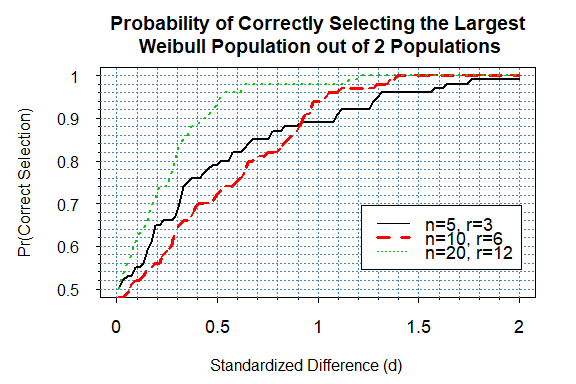 Probability of Correctly Selecting the Largest
Weibull Population out of 2 Populations
Pr(Correct Selection)
1
0.9
0.8
0.7
0.6
0.5
n=5, r=3
n=10, r=6
n=20, r=12
0
0.5
1
1.5
2
Standardized Difference (d)